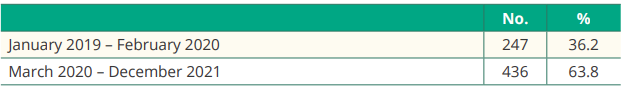 No. %
January 2019 – February 2020 247 36.2
March 2020 – December 2021 436 63.8